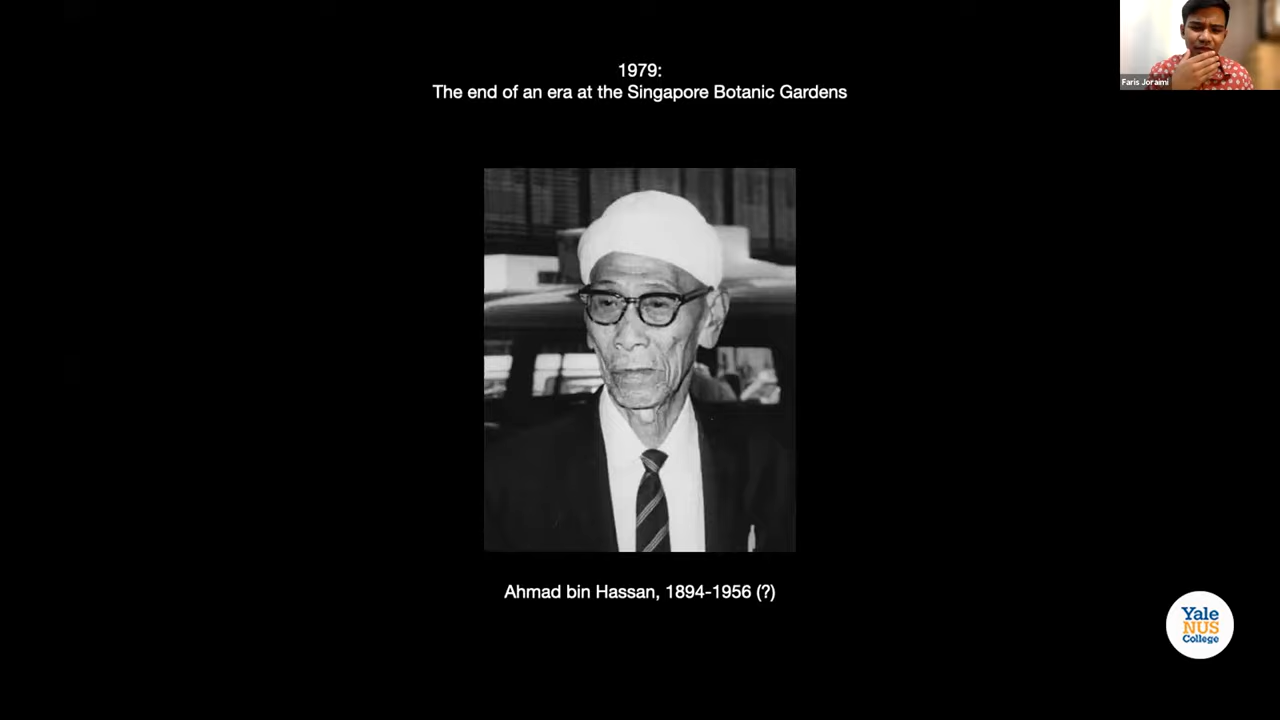 1979:
The end of an era at the Singapore Botanic Gardens
Faris Joraimi
Ahmad bin Hassan, 1894-1956 (?)
Yale
NUS
College